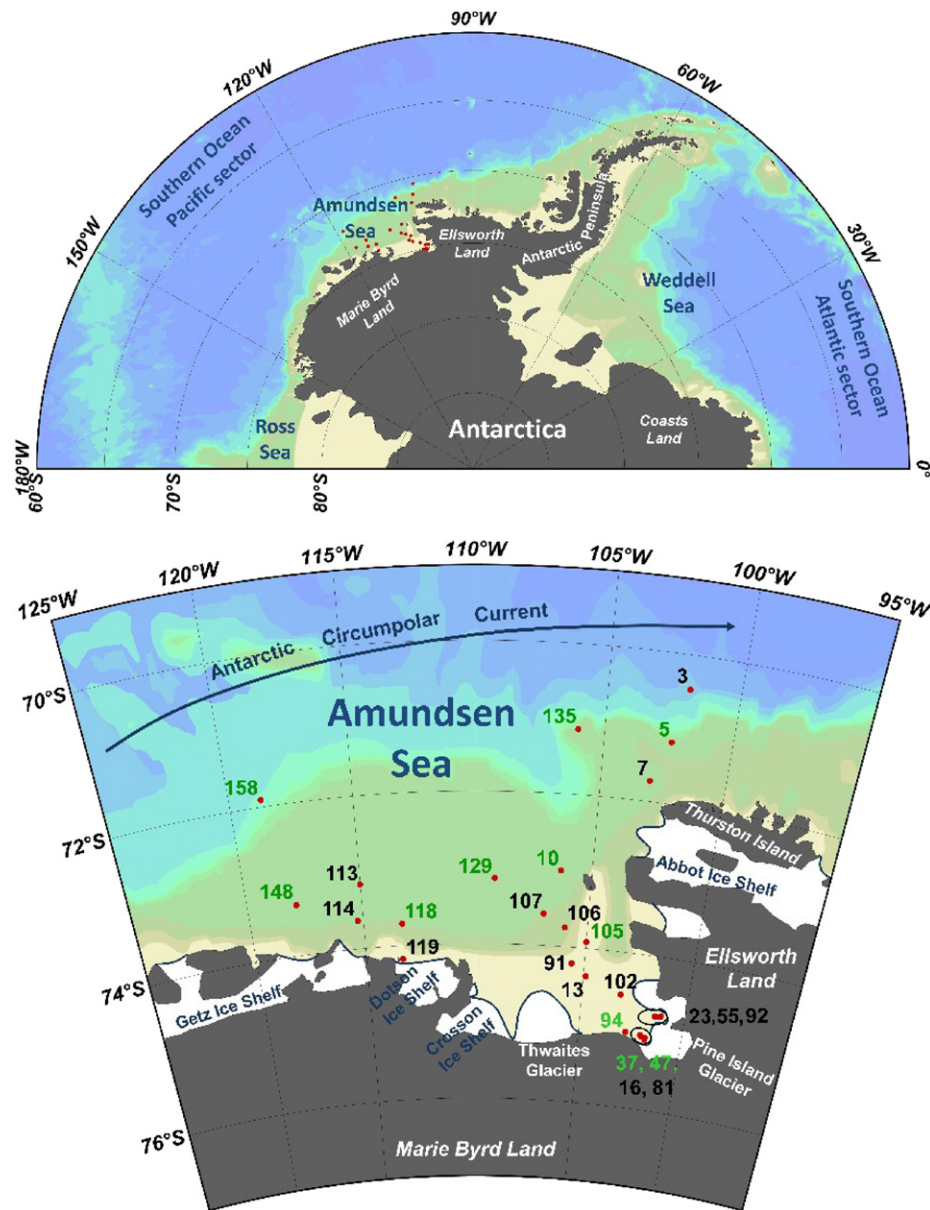 90°W
120°W
60°W
150°W
30°W
Southern Ocean
Pacific sector
Amundsen
Sea
Ellsworth
Land
Antarctic
Peninsula
Weddell
Sea
Southern Ocean
Atlantic sector
Marie Byrd
Land
Ross
Sea
Antarctica
Coasts
Land
180°W
0°
60°S
70°S
80°S
110°W
115°W
105°W
120°W
100°W
125°W
95°W
70°S
72°S
74°S
76°S
Antarctic Circumpolar Current
Amundsen
Sea
3
135
5
7
158
Thurston Island
Abbot Ice Shelf
10
129
113
148
107
106
114
118
105
119
91
13
102
Ellsworth
Land
Getz Ice Shelf
Dotson
Ice Shelf
Crosson
Ice Shelf
94
23,55,92
Thwaites
Glacier
Pine Island
Glacier
37, 47,
16, 81
Marie Byrd Land